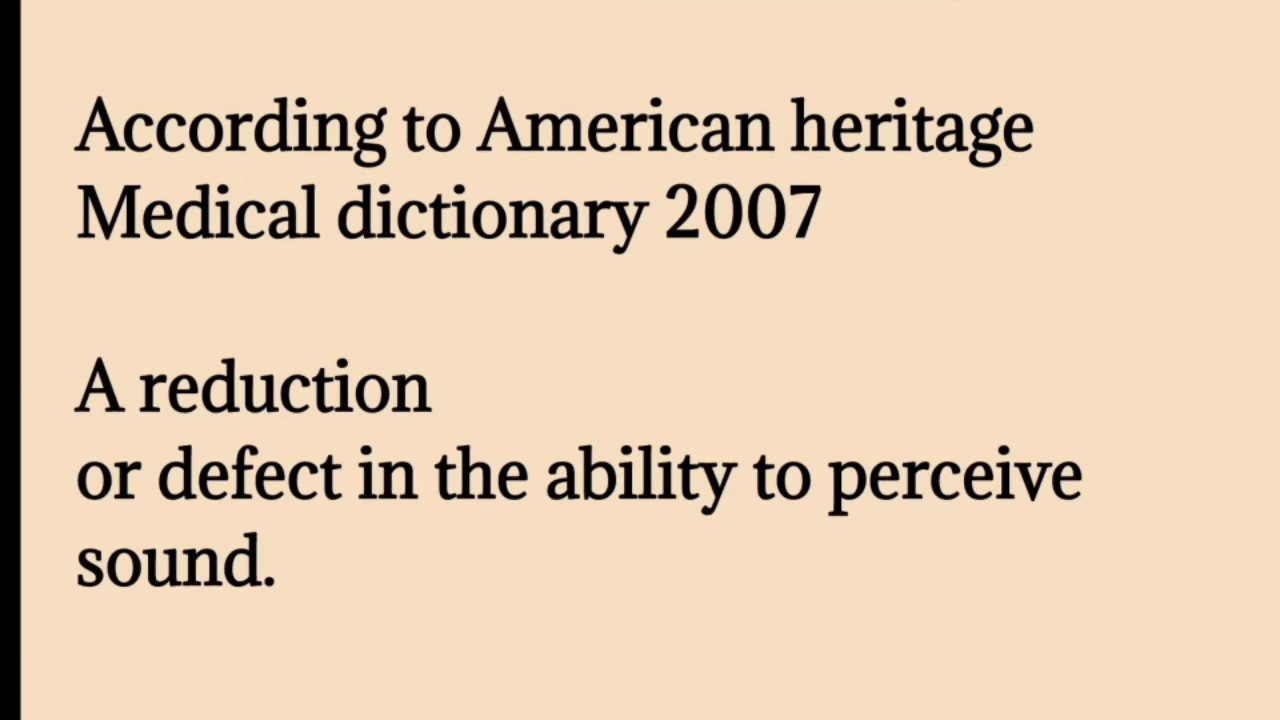 According to American heritage
Medical dictionary 2007
A reduction
or defect in the ability to perceive
sound.